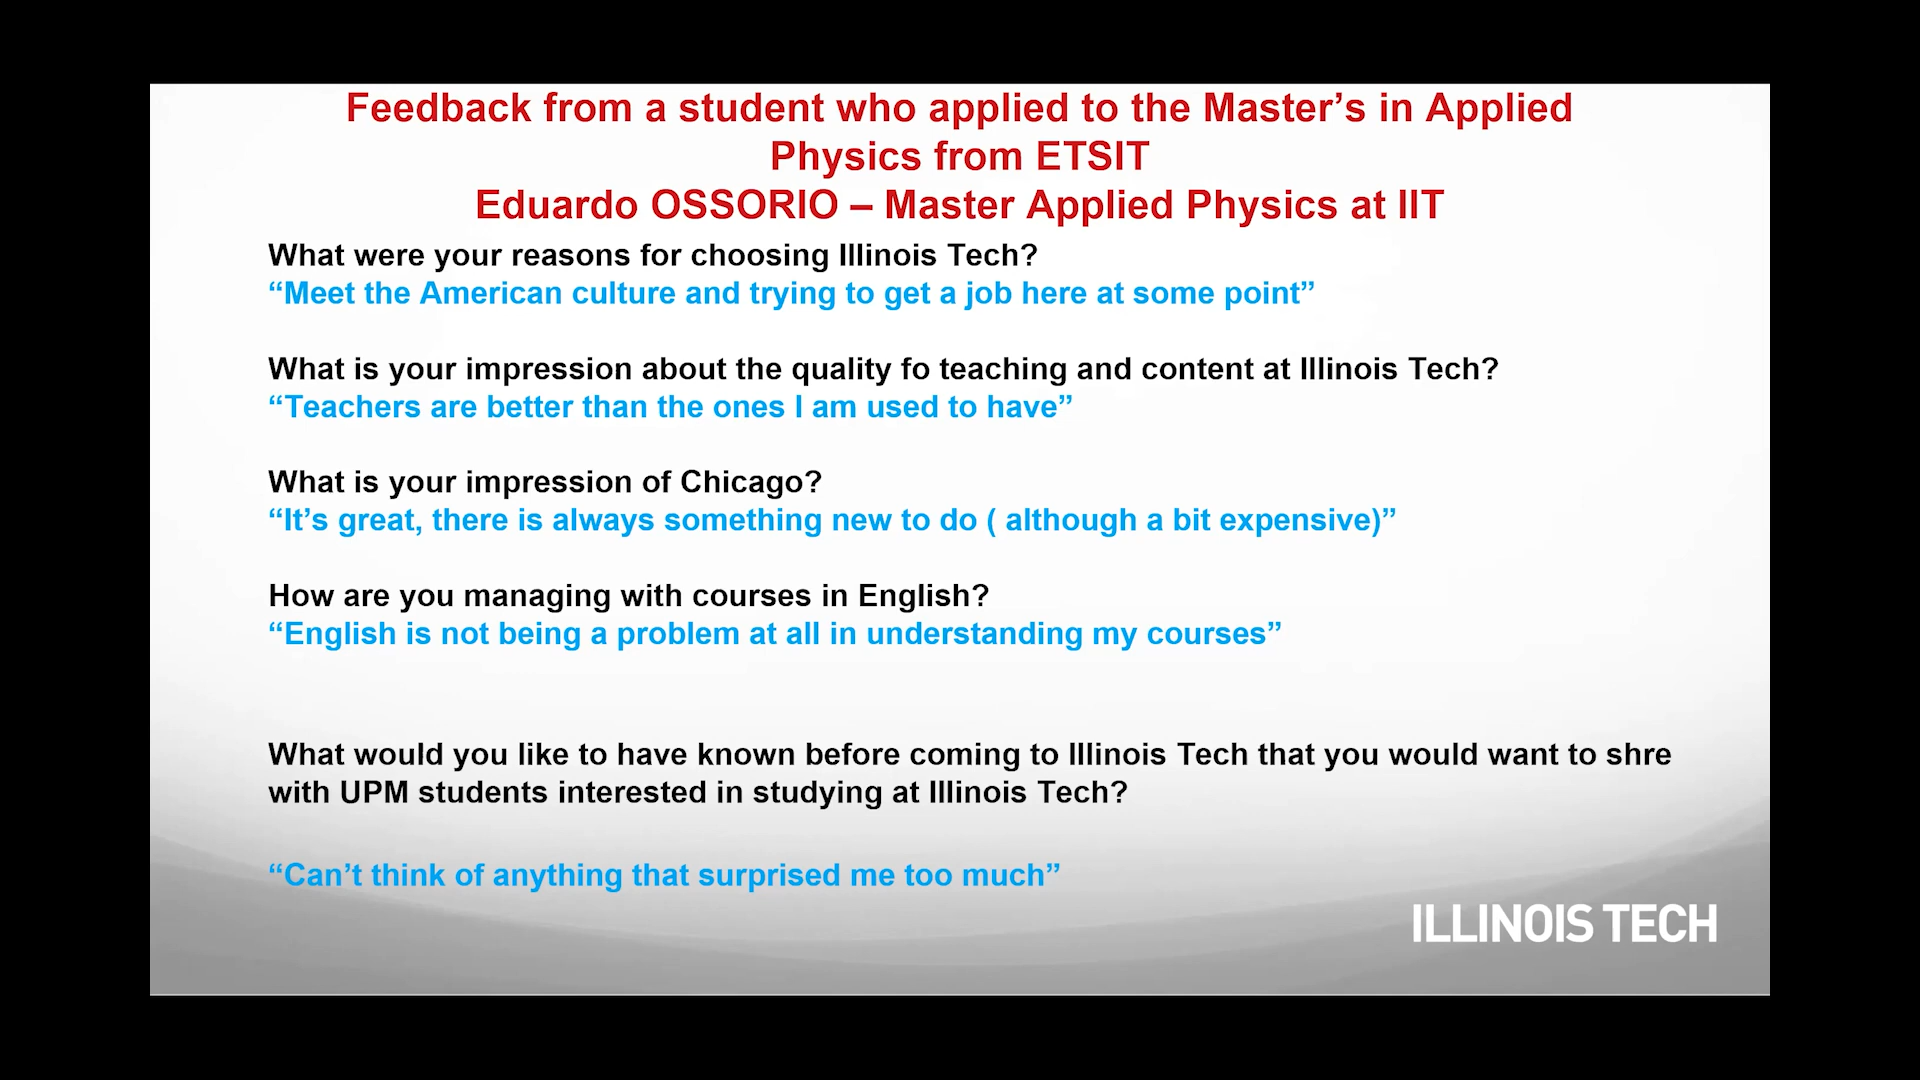 Feedback from a student who applied to the Master’s in Applied
Physics from ETSIT
Eduardo OSSORIO – Master Applied Physics at IIT
What were your reasons for choosing Illinois Tech?
“Meet the American culture and trying to get a job here at some point”
What is your impression about the quality fo teaching and content at Illinois Tech?
“Teachers are better than the ones I am used to have”
What is your impression of Chicago?
“It’s great, there is always something new to do ( although a bit expensive)”
How are you managing with courses in English?
“English is not being a problem at all in understanding my courses”
What would you like to have known before coming to Illinois Tech that you would want to shre
with UPM students interested in studying at Illinois Tech?
“Can’t think of anything that surprised me too much”
ILLINOIS TECH